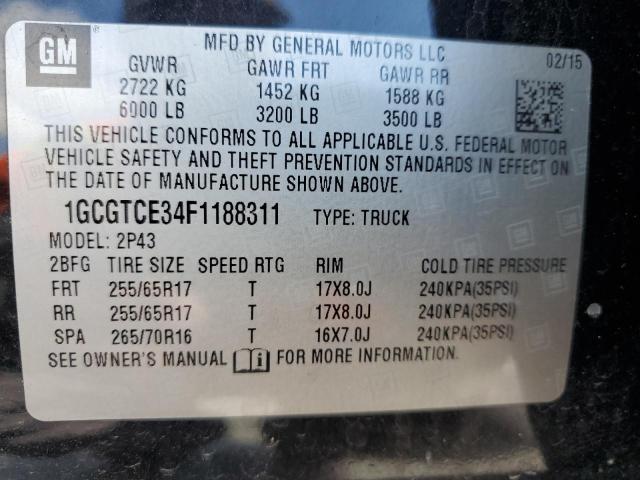 GM
MFD BY GENERAL MOTORS LLC
02/15
GVWR GAWR FRT GAWR RR
2722 KG 1452 KG 1588 KG
6000 LB 3200 LB 3500 LB
THIS VEHICLE CONFORMS TO ALL APPLICABLE U.S. FEDERAL MOTOR
VEHICLE SAFETY AND THEFT PREVENTION STANDARDS IN EFFECT ON
THE DATE OF MANUFACTURE SHOWN ABOVE.
1GCGTCE34F1188311 TYPE: TRUCK
MODEL: 2P43
2BFG TIRE SIZE SPEED RTG RIM COLD TIRE PRESSURE
FRT 255/65R17 T 17X8.0J 240KPA(35PSI)
RR 255/65R17 T 17X8.0J 240KPA(35PSI)
SPA 265/70R16 T 16X7.0J 240KPA(35PSI)
SEE OWNER'S MANUAL FOR MORE INFORMATION.